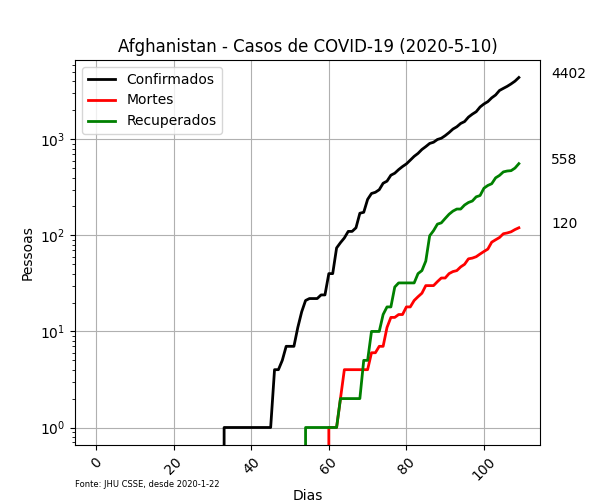 Afghanistan - Casos de COVID-19 (2020-5-10)
Confirmados
Mortes
Recuperados
4402
558
120
10³
10²
10¹
10⁰
Pessoas
0
20
40
60
80
100
Fonte: JHU CSSE, desde 2020-1-22
Dias